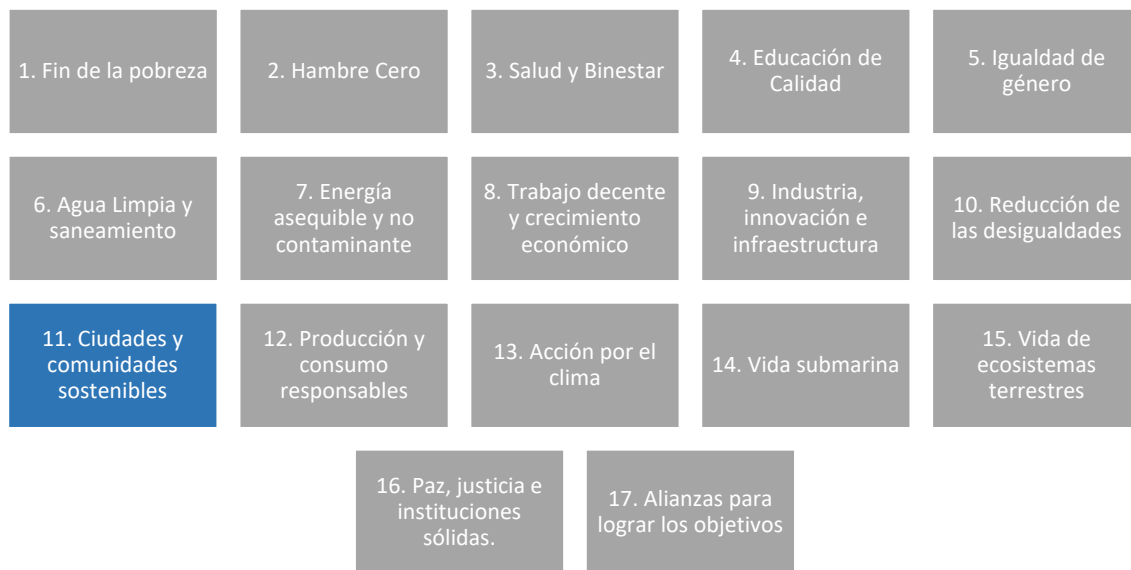 1. Fin de la pobreza
2. Hambre Cero
3. Salud y Binestar
4. Educación de
Calidad
5. Igualdad de
género
6. Agua Limpia y
saneamiento
7. Energía
asequible y no
contaminante
8. Trabajo decente
y crecimiento
económico
9. Industria,
innovación e
infraestructura
10. Reducción de
las desigualdades
11. Ciudades y
comunidades
sostenibles
12. Producción y
consumo
responsables
13. Acción por el
clima
14. Vida submarina
15. Vida de
ecosistemas
terrestres
16. Paz, justicia e
instituciones
sólidas.
17. Alianzas para
lograr los objetivos